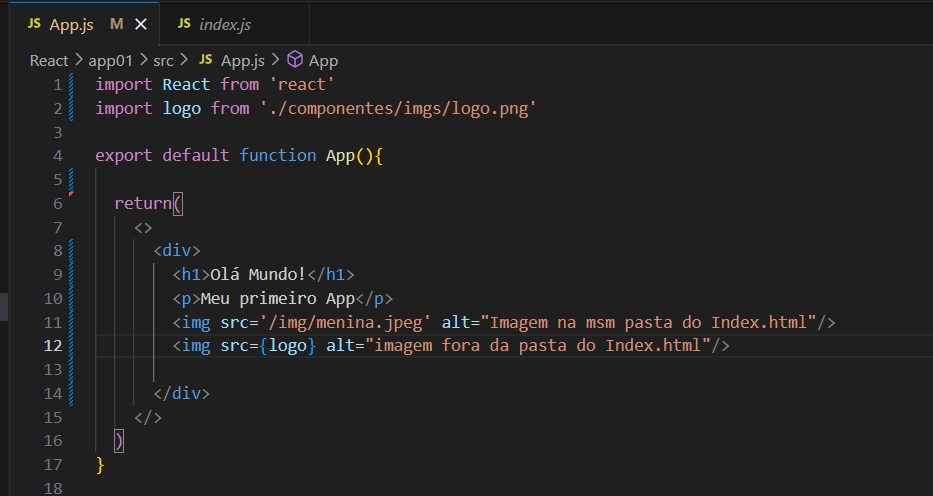 JS App.js M ×
JS index.js
React > app01 > src > JS App.js > App
1 import React from 'react'
2 import logo from './componentes/imgs/logo.png'
3
4 export default function App(){
5
6 return(
7 <>
8 <div>
9 <h1>Olá Mundo!</h1>
10 <p>Meu primeiro App</p>
11 <img src='/img/menina.jpeg' alt="Imagem na msm pasta do Index.html"/>
12 <img src={logo} alt="imagem fora da pasta do Index.html"/>
13
14 </div>
15 </>
16 )
17 }
18